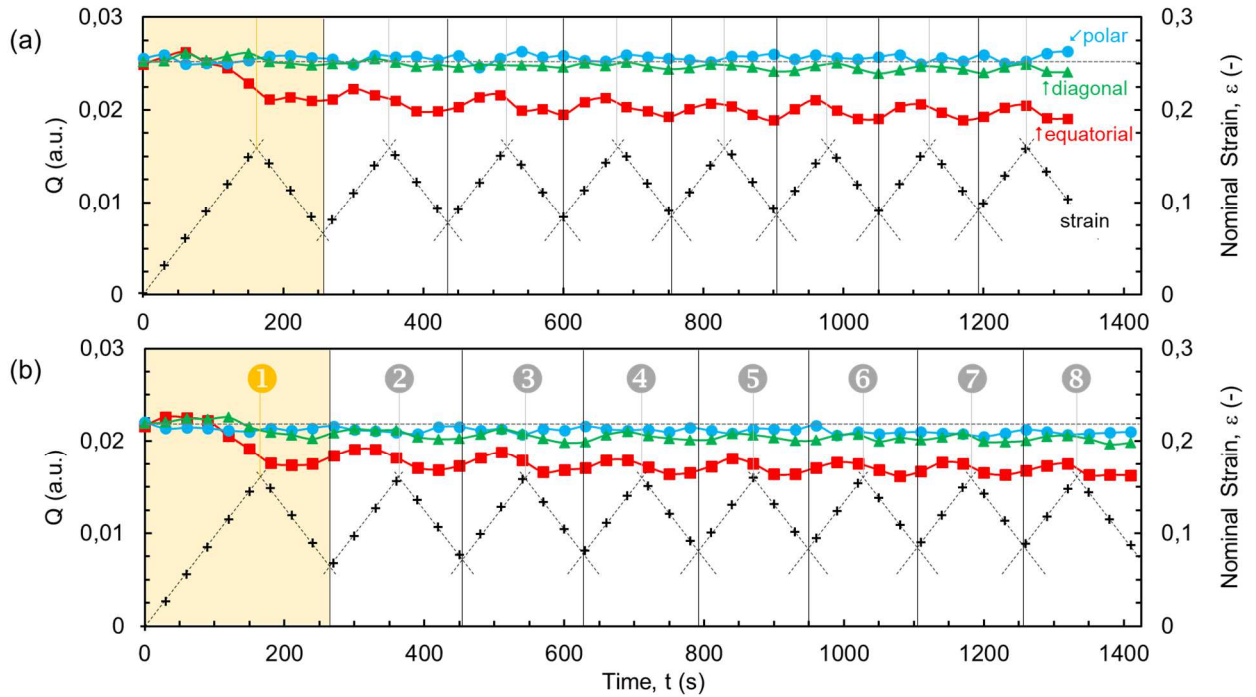 (a)
0,03
0,02
0,01
0
Q (a.u.)
0,3
0,2
0,1
0
Nominal Strain, ε (-)
↙polar
↑diagonal
↑equatorial
strain
0 200 400 600 800 1000 1200 1400
(b)
0,03
0,02
0,01
0
Q (a.u.)
0,3
0,2
0,1
0
Nominal Strain, ε (-)
1 2 3 4 5 6 7 8
0 200 400 600 800 1000 1200 1400
Time, t (s)